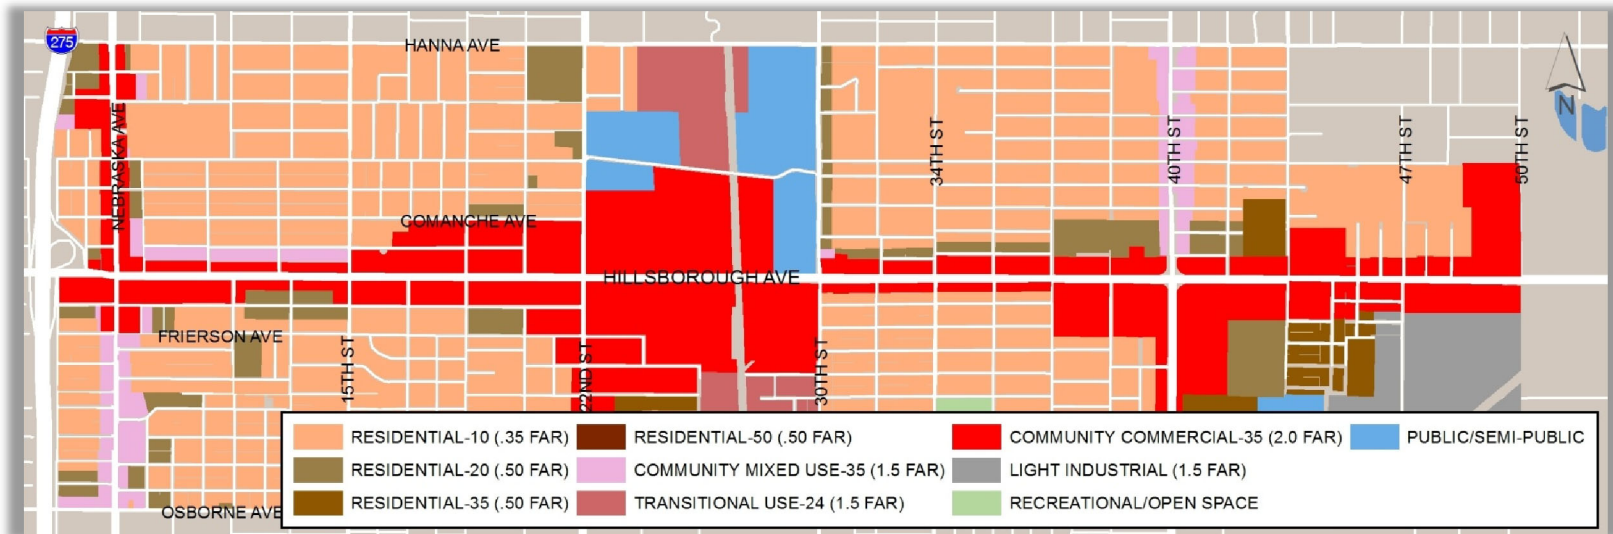 275
HANNA AVE
N
NEBRASKA AVE
34TH ST
40TH ST
47TH ST
50TH ST
COMANCHE AVE
HILLSBOROUGH AVE
FRIERSON AVE
15TH ST
22ND ST
30TH ST
OSBORNE AVE
RESIDENTIAL-10 (.35 FAR)
RESIDENTIAL-20 (.50 FAR)
RESIDENTIAL-35 (.50 FAR)
RESIDENTIAL-50 (.50 FAR)
COMMUNITY MIXED USE-35 (1.5 FAR)
TRANSITIONAL USE-24 (1.5 FAR)
COMMUNITY COMMERCIAL-35 (2.0 FAR)
LIGHT INDUSTRIAL (1.5 FAR)
RECREATIONAL/OPEN SPACE
PUBLIC/SEMI-PUBLIC